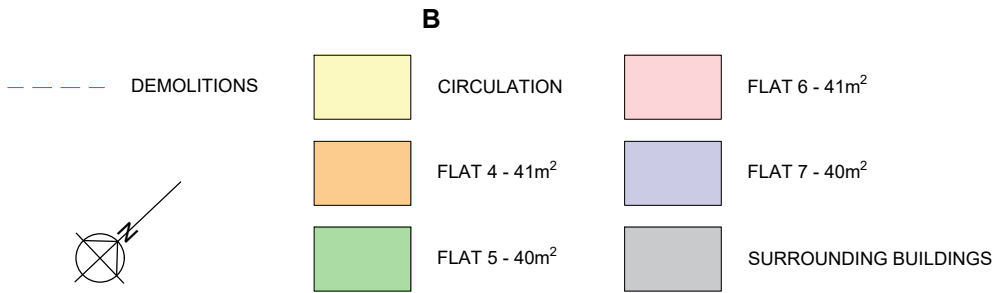 B
DEMOLITIONS
CIRCULATION
FLAT 6 - 41m²
FLAT 4 - 41m²
FLAT 7 - 40m²
N
FLAT 5 - 40m²
SURROUNDING BUILDINGS